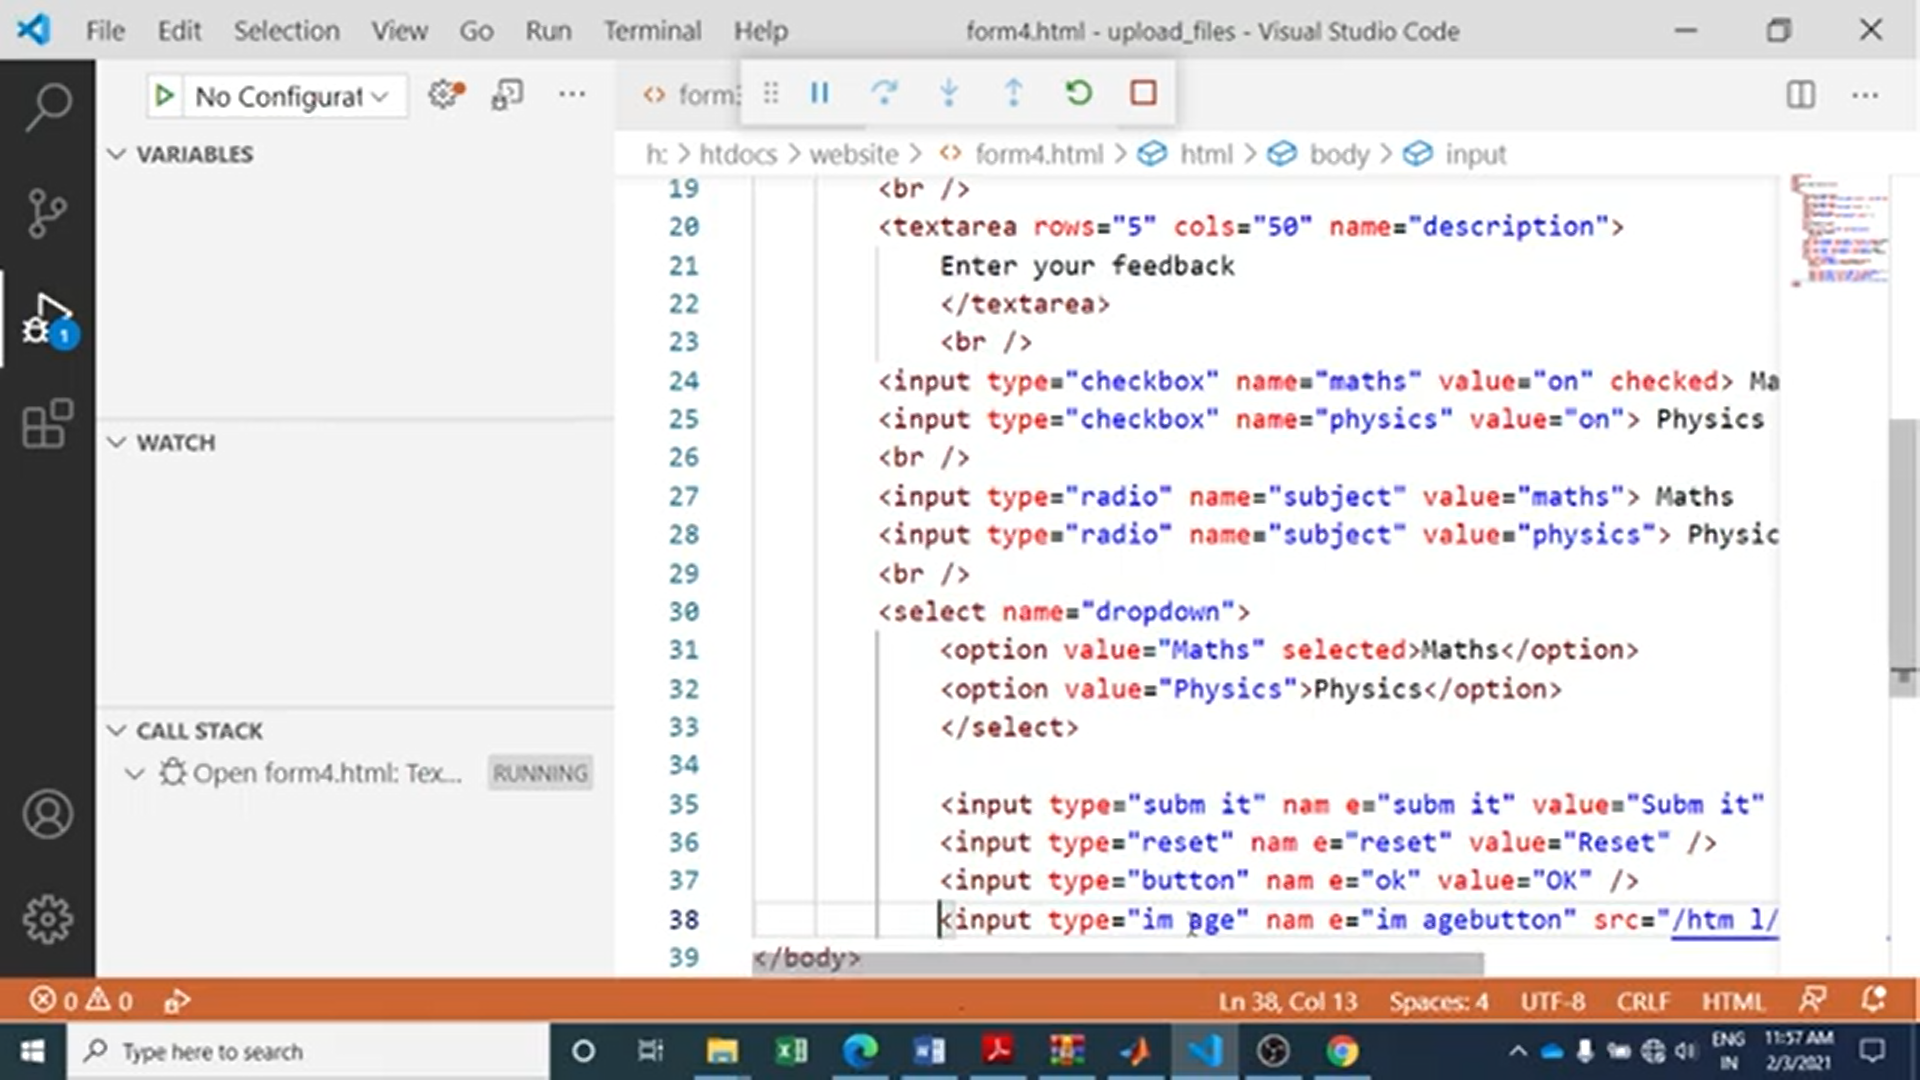 File Edit Selection View Go Run Terminal Help form4.html - upload_files - Visual Studio Code
No Configurat
form
h: > htdocs > website > form4.html > html > body > input
VARIABLES
WATCH
CALL STACK
Open form4.html: Tex... RUNNING
1
19 <br />
20 <textarea rows="5" cols="50" name="description">
21 Enter your feedback
22 </textarea>
23 <br />
24 <input type="checkbox" name="maths" value="on" checked> Ma
25 <input type="checkbox" name="physics" value="on"> Physics
26 <br />
27 <input type="radio" name="subject" value="maths"> Maths
28 <input type="radio" name="subject" value="physics"> Physic
29 <br />
30 <select name="dropdown">
31 <option value="Maths" selected>Maths</option>
32 <option value="Physics">Physics</option>
33 </select>
34
35 <input type="subm it" nam e="subm it" value="Subm it"
36 <input type="reset" nam e="reset" value="Reset" />
37 <input type="button" nam e="ok" value="OK" />
38 <input type="im age" nam e="im agebutton" src="/htm l/
39 </body>
0 0 Ln 38, Col 13 Spaces: 4 UTF-8 CRLF HTML
Type here to search
ENG 11:57 AM
IN 2/3/2021